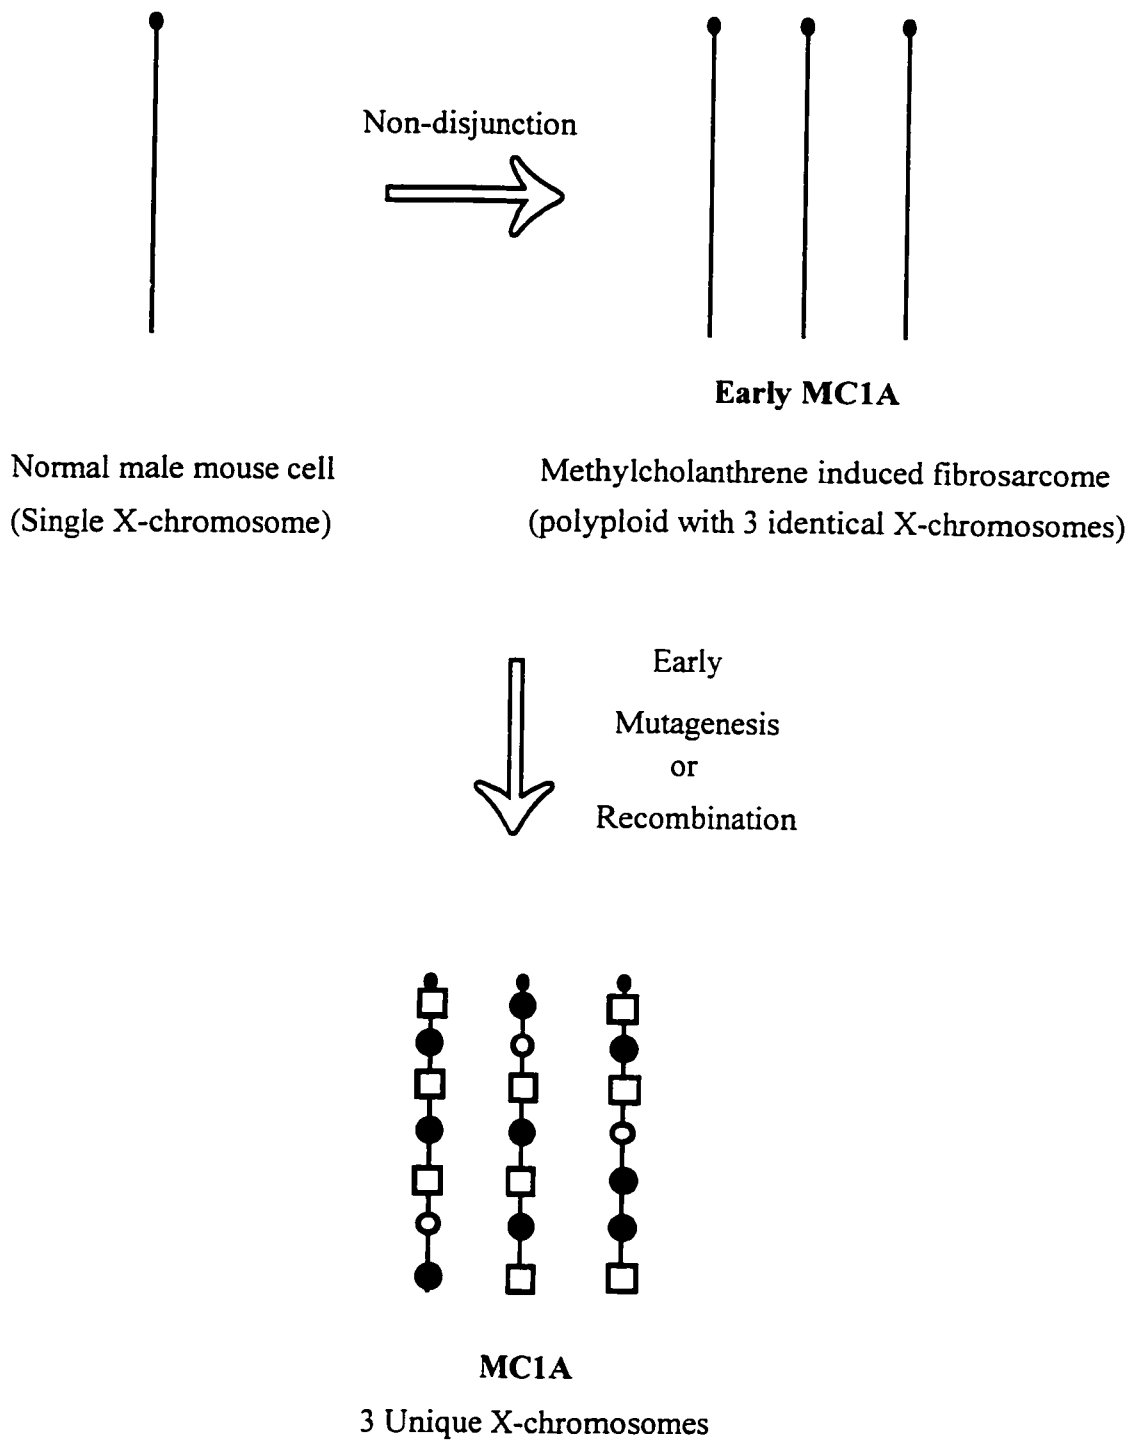 Non-disjunction
Early MC1A
Normal male mouse cell
(Single X-chromosome)
Methylcholanthrene induced fibrosarcome
(polyploid with 3 identical X-chromosomes)
Early
Mutagenesis
or
Recombination
MC1A
3 Unique X-chromosomes